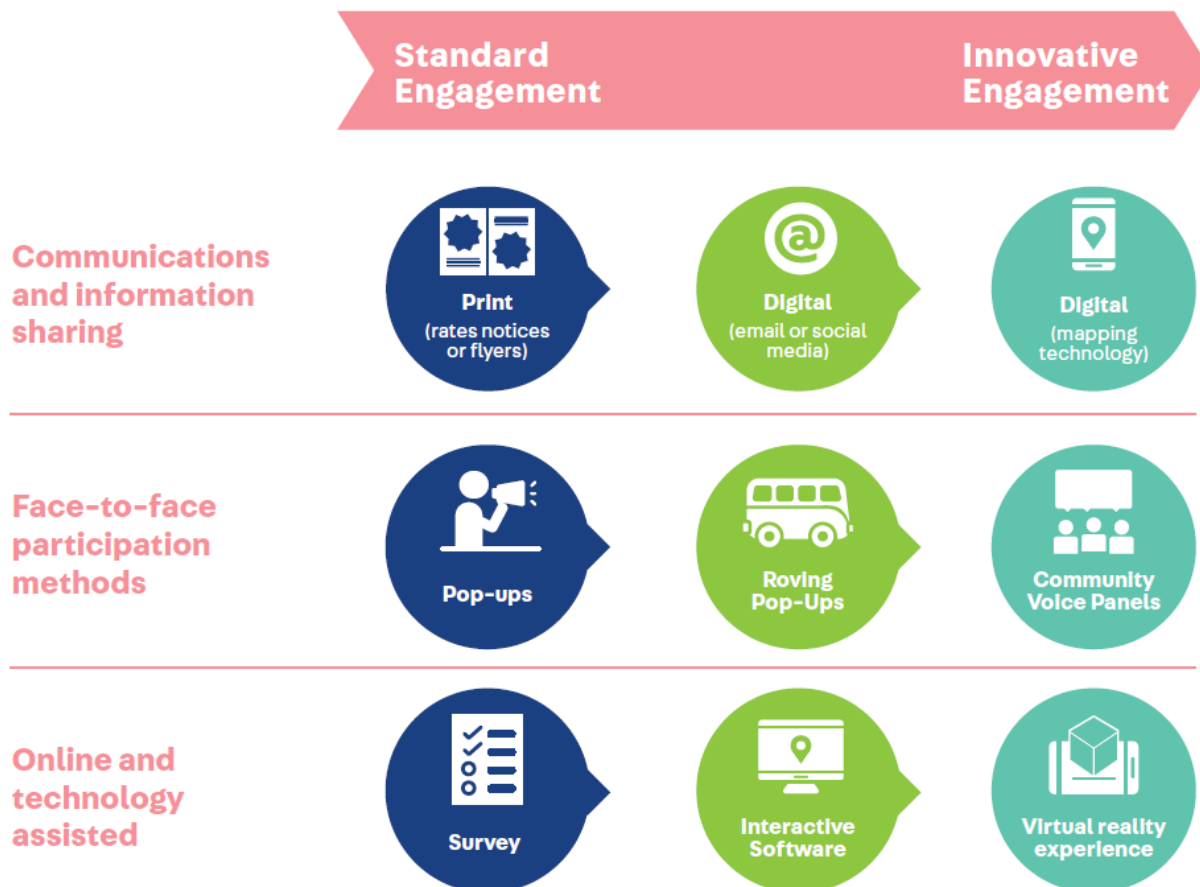 Standard
Engagement
Innovative
Engagement
Communications
and information
sharing
Print
(rates notices
or flyers)
Digital
(email or social
media)
Digital
(mapping
technology)
Face-to-face
participation
methods
Pop-ups
Roving
Pop-Ups
Community
Voice Panels
Online and
technology
assisted
Survey
Interactive
Software
Virtual reality
experience